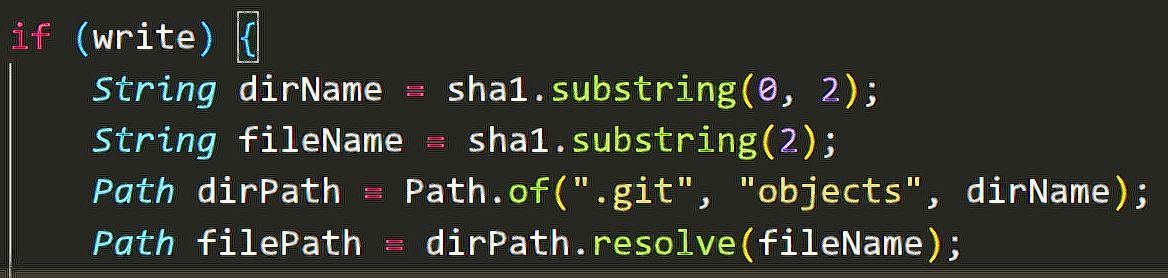 if (write) {
    String dirName = sha1.substring(0, 2);
    String fileName = sha1.substring(2);
    Path dirPath = Path.of(".git", "objects", dirName);
    Path filePath = dirPath.resolve(fileName);